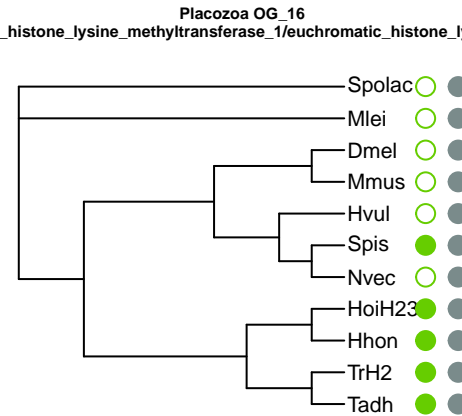 Placozoa OG_16
_histone_lysine_methyltransferase_1/euchromatic_histone_ly
Spolac
Mlei
Dmel
Mmus
Hvul
Spis
Nvec
HoiH23
Hhon
TrH2
Tadh